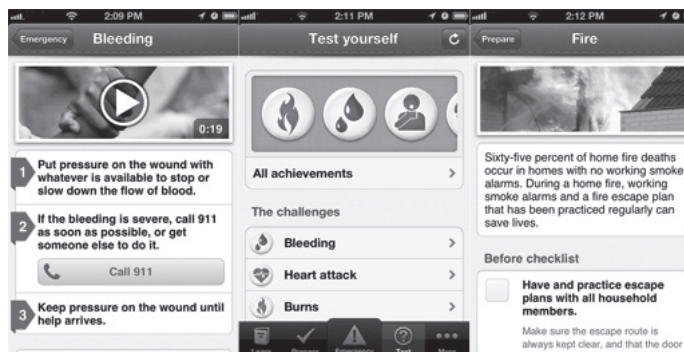 2:09 PM
Emergency
Bleeding
0:19
1
Put pressure on the wound with
whatever is available to stop or
slow down the flow of blood.
2
If the bleeding is severe, call 911
as soon as possible, or get
someone else to do it.
Call 911
3
Keep pressure on the wound until
help arrives.
2:11 PM
Test yourself
All achievements
The challenges
Bleeding
Heart attack
Burns
Learn
Prepare
Emergency
Test
More
2:12 PM
Prepare
Fire
Sixty-five percent of home fire deaths
occur in homes with no working smoke
alarms. During a home fire, working
smoke alarms and a fire escape plan
that has been practiced regularly can
save lives.
Before checklist
Have and practice escape
plans with all household
members.
Make sure the escape route is
always kept clear, and that the door